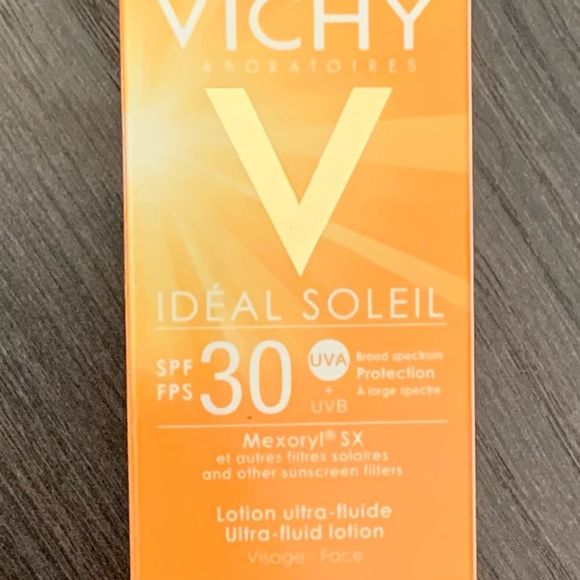 VICHY
LABORATOIRES
V
IDÉAL SOLEIL
SPF
FPS
30
UVA
+
UVB
Broad spectrum
Protection
À large spectre
Mexoryl® SX
et autres filtres solaires
and other sunscreen filters
Lotion ultra-fluide
Ultra-fluid lotion
Visage · Face